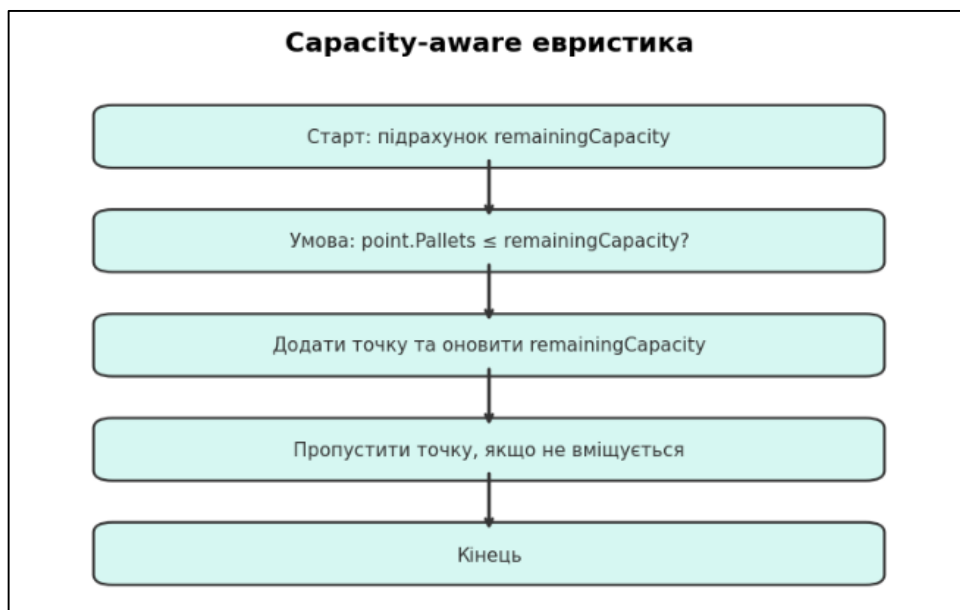 Capacity-aware евристика
Старт: підрахунок remainingCapacity
Умова: point.Pallets ≤ remainingCapacity?
Додати точку та оновити remainingCapacity
Пропустити точку, якщо не вміщується
Кінець